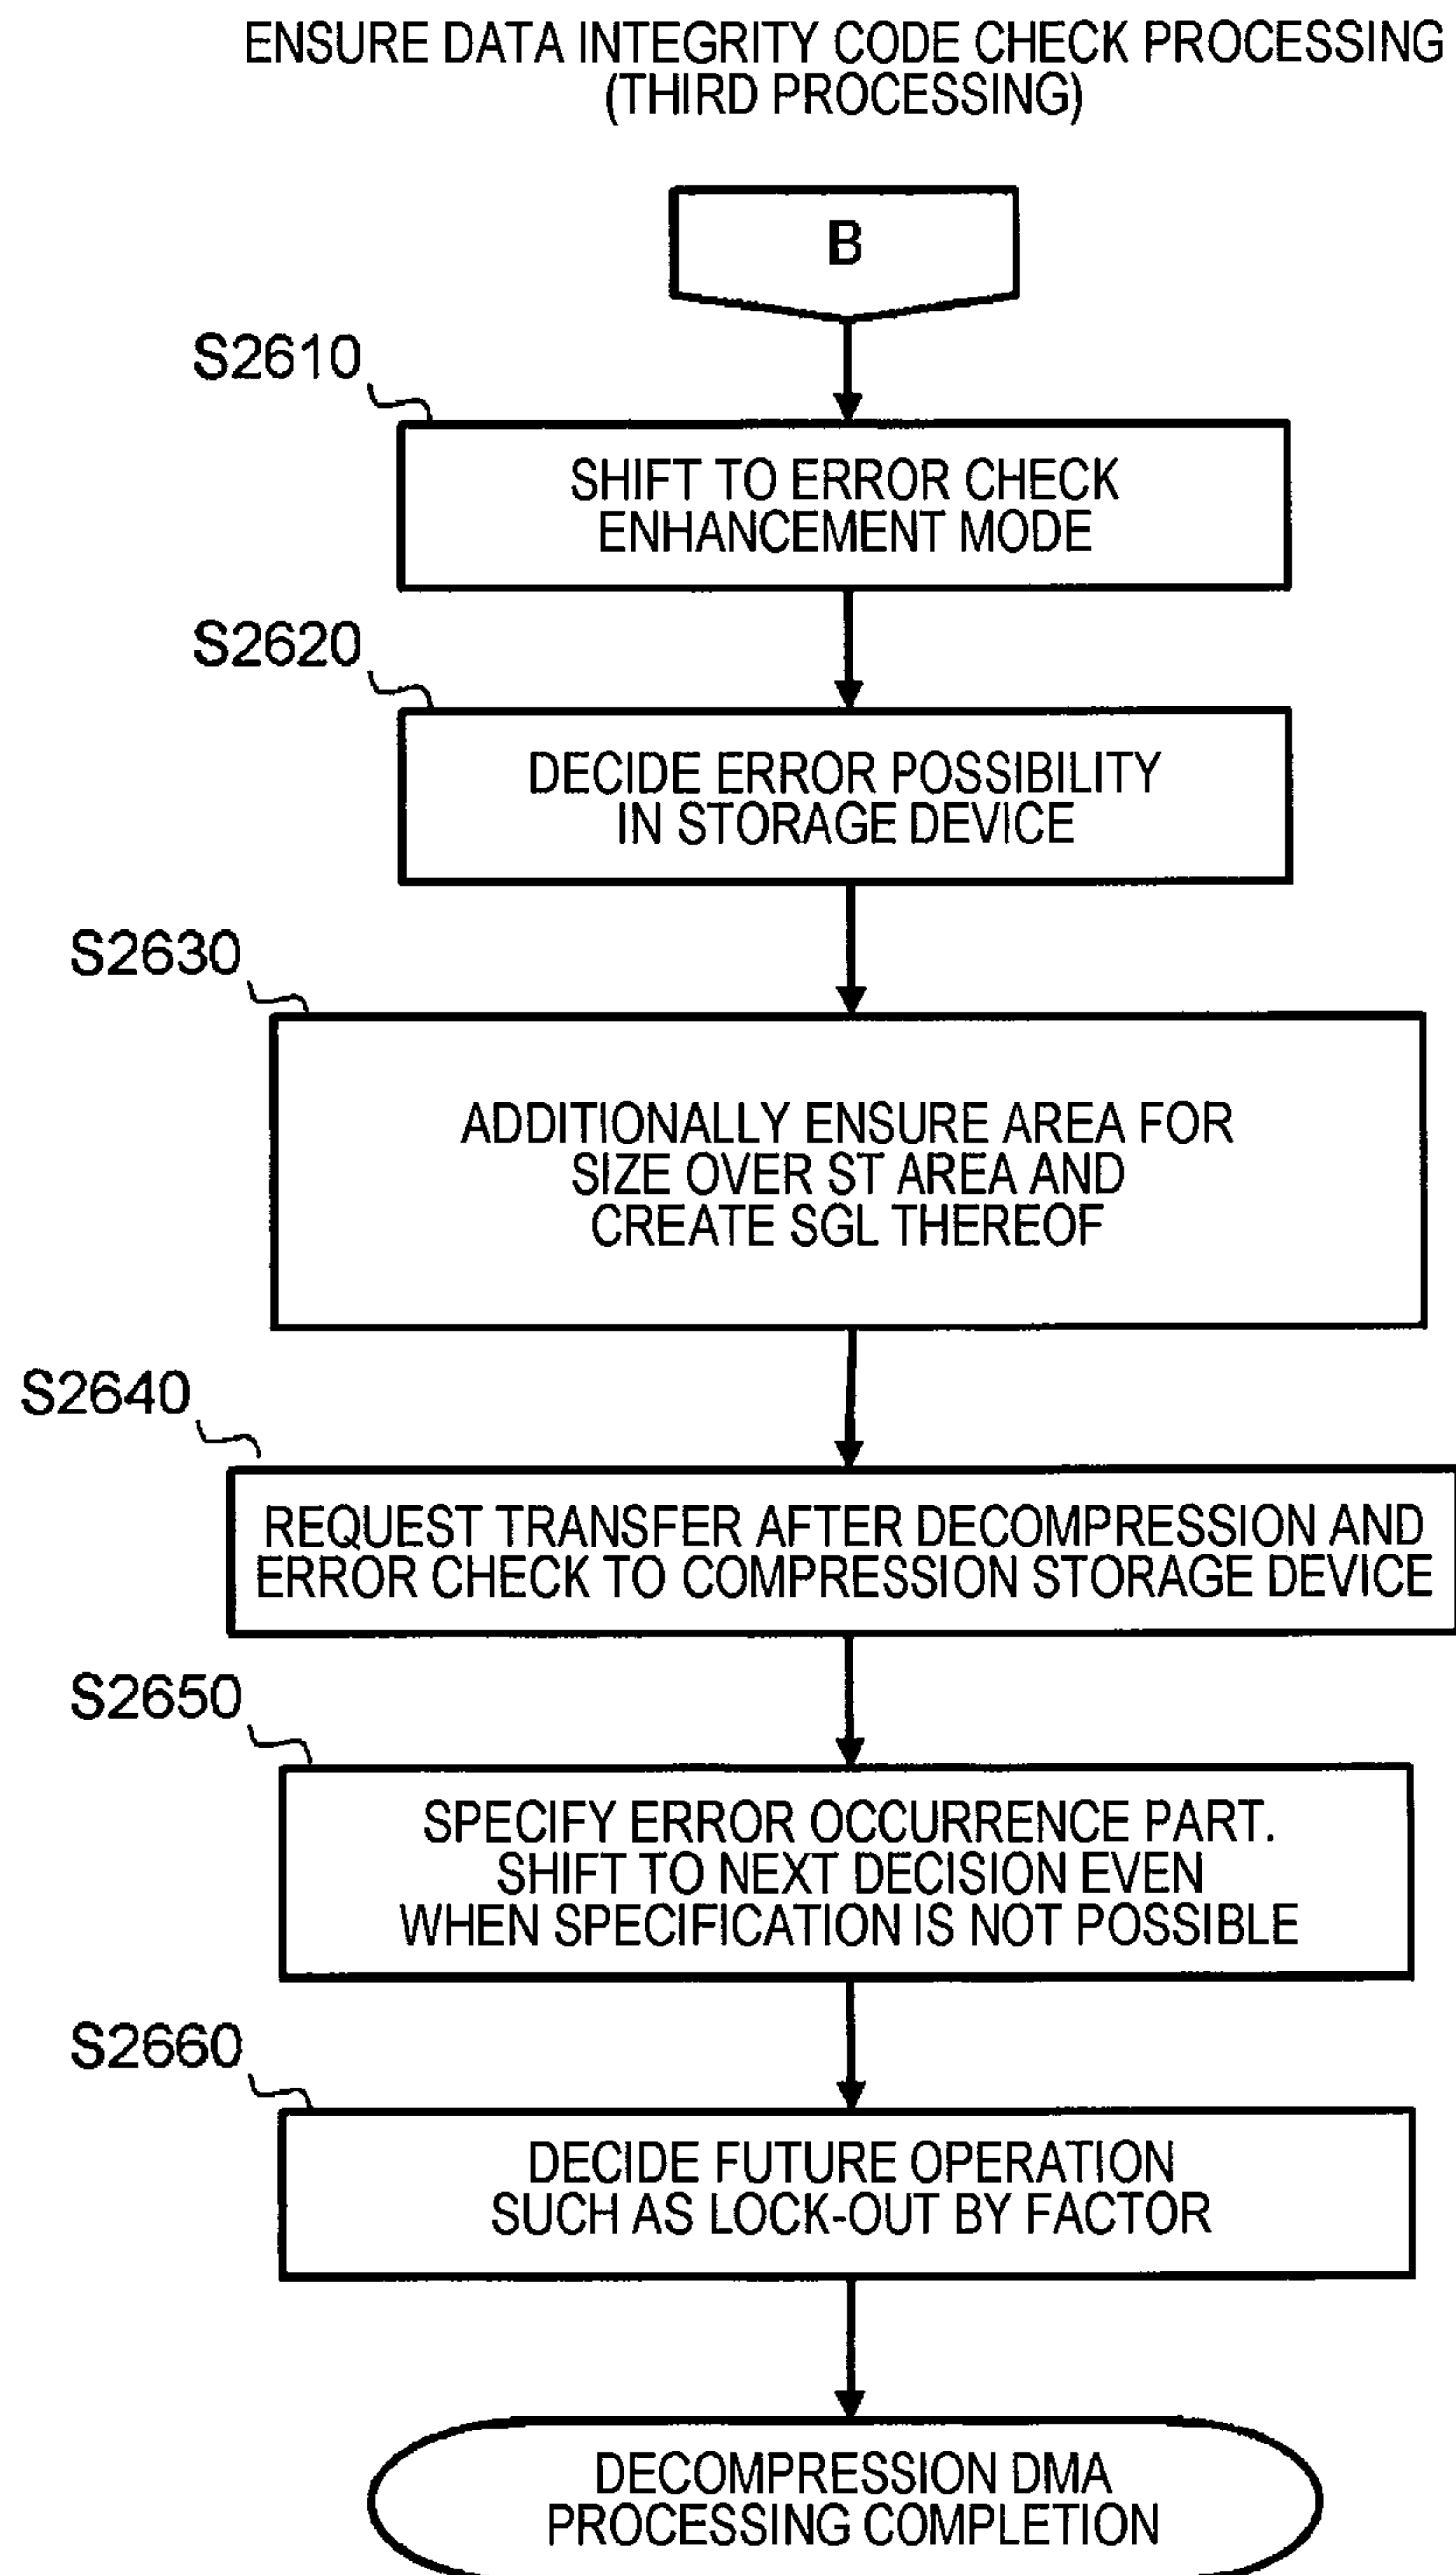 ENSURE DATA INTEGRITY CODE CHECK PROCESSING
(THIRD PROCESSING)
B
S2610
SHIFT TO ERROR CHECK
ENHANCEMENT MODE
S2620
DECIDE ERROR POSSIBILITY
IN STORAGE DEVICE
S2630
ADDITIONALLY ENSURE AREA FOR
SIZE OVER ST AREA AND
CREATE SGL THEREOF
S2640
REQUEST TRANSFER AFTER DECOMPRESSION AND
ERROR CHECK TO COMPRESSION STORAGE DEVICE
S2650
SPECIFY ERROR OCCURRENCE PART.
SHIFT TO NEXT DECISION EVEN
WHEN SPECIFICATION IS NOT POSSIBLE
S2660
DECIDE FUTURE OPERATION
SUCH AS LOCK-OUT BY FACTOR
DECOMPRESSION DMA
PROCESSING COMPLETION